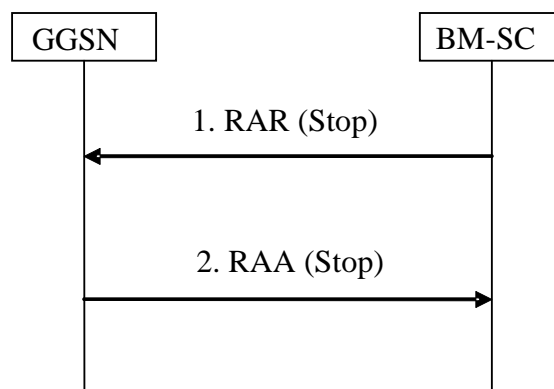 GGSN
BM-SC
1. RAR (Stop)
2. RAA (Stop)